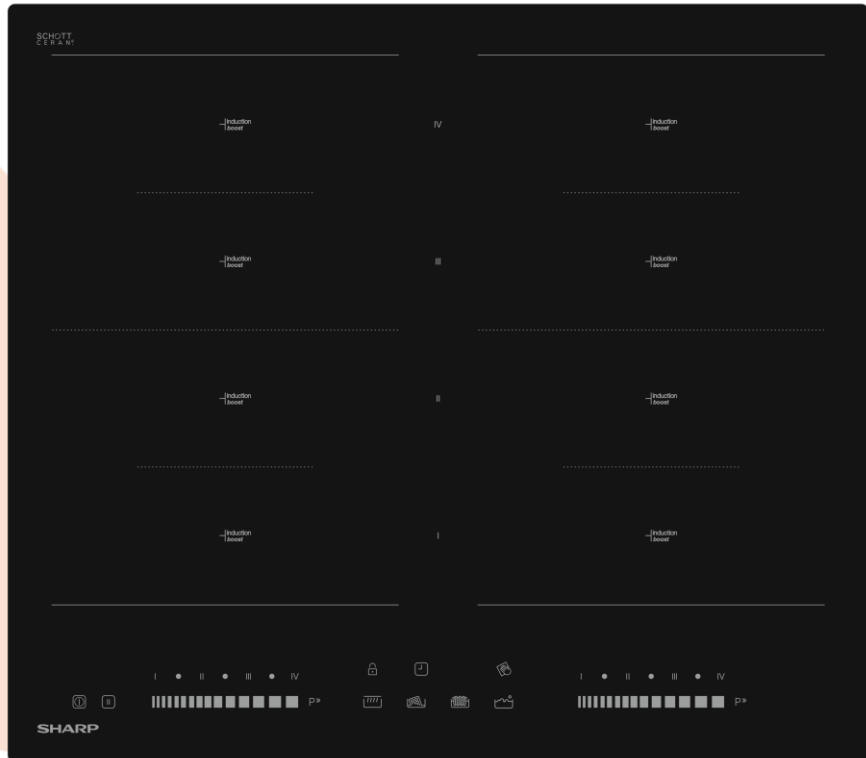 SCHOTT
CERAN®
induction
boost
IV
induction
boost
induction
boost
III
induction
boost
induction
boost
II
induction
boost
induction
boost
I
induction
boost
I II III IV
I II III IV
P
P
SHARP